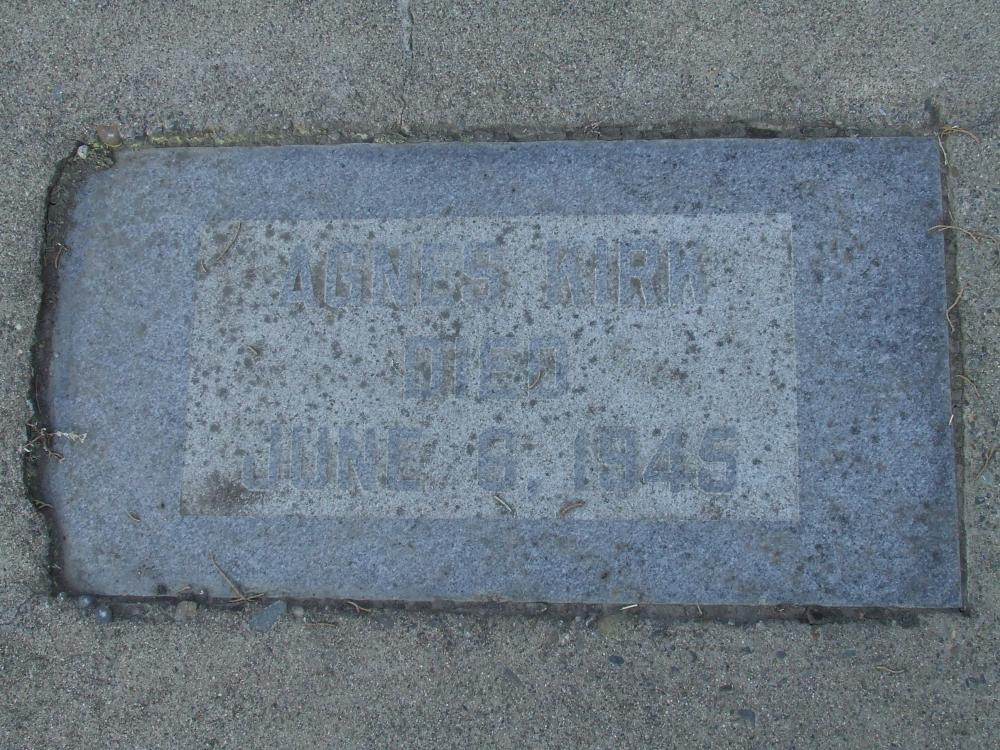 AGNES KIRK
DIED
JUNE 6, 1945